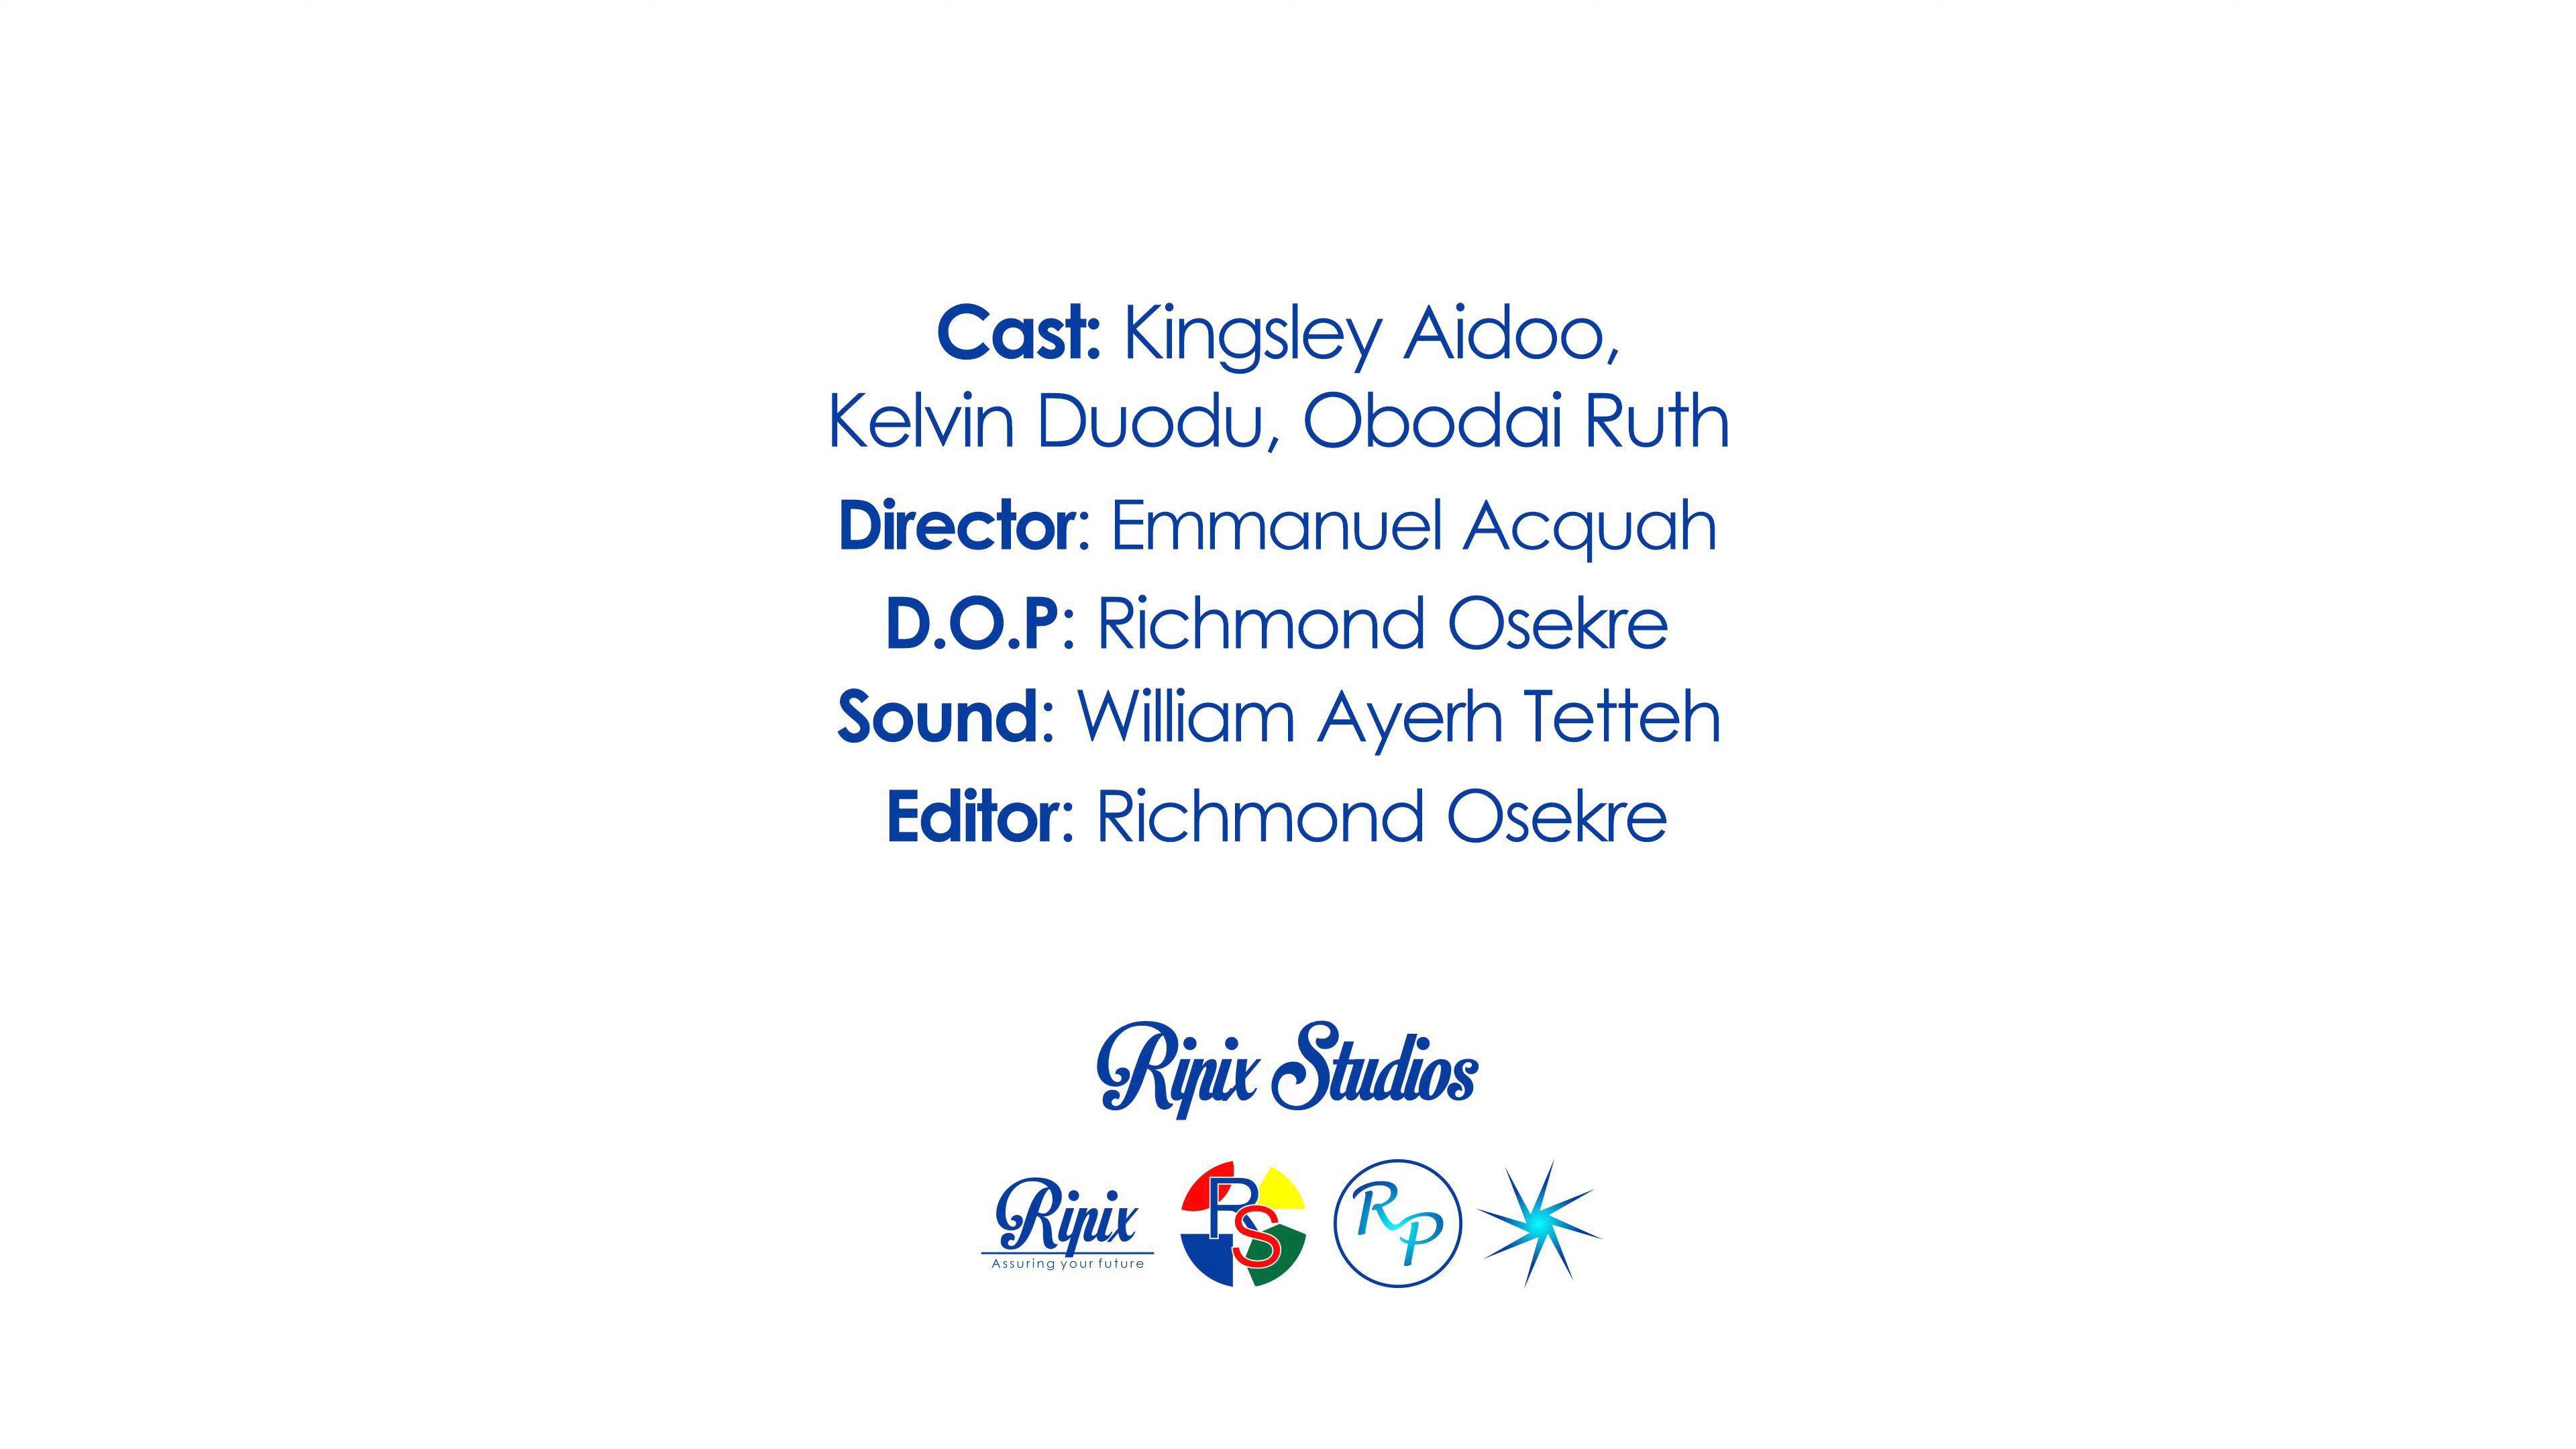 Cast: Kingsley Aidoo,
Kelvin Duodu, Obodai Ruth
Director: Emmanuel Acquah
D.O.P: Richmond Osekre
Sound: William Ayerh Tetteh
Editor: Richmond Osekre
Ripix Studios
Ripix
Assuring your future
RS
RP